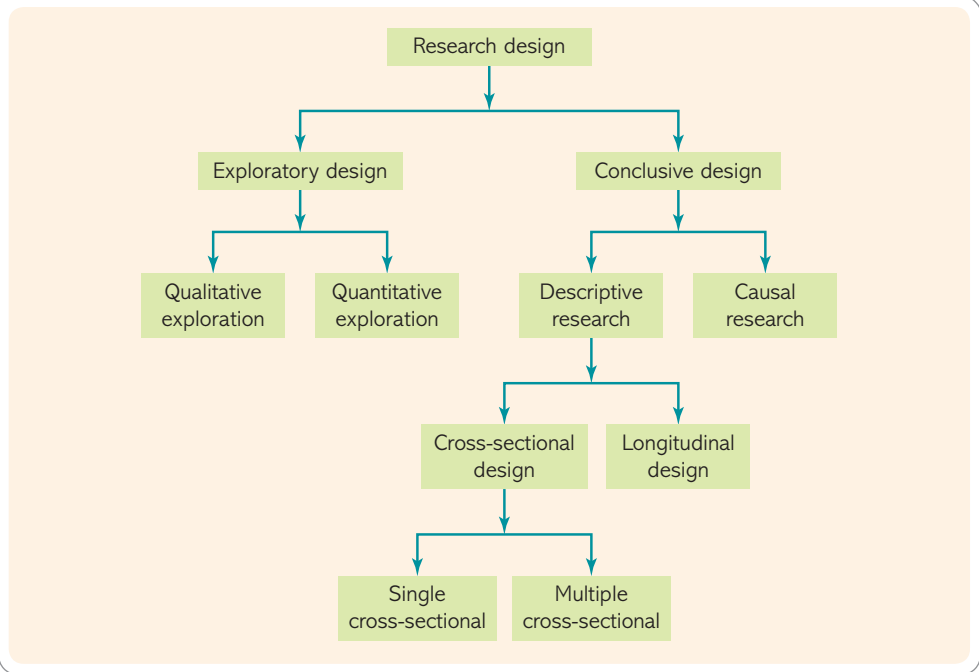 Research design
Exploratory design
Conclusive design
Qualitative
exploration
Quantitative
exploration
Descriptive
research
Causal
research
Cross-sectional
design
Longitudinal
design
Single
cross-sectional
Multiple
cross-sectional